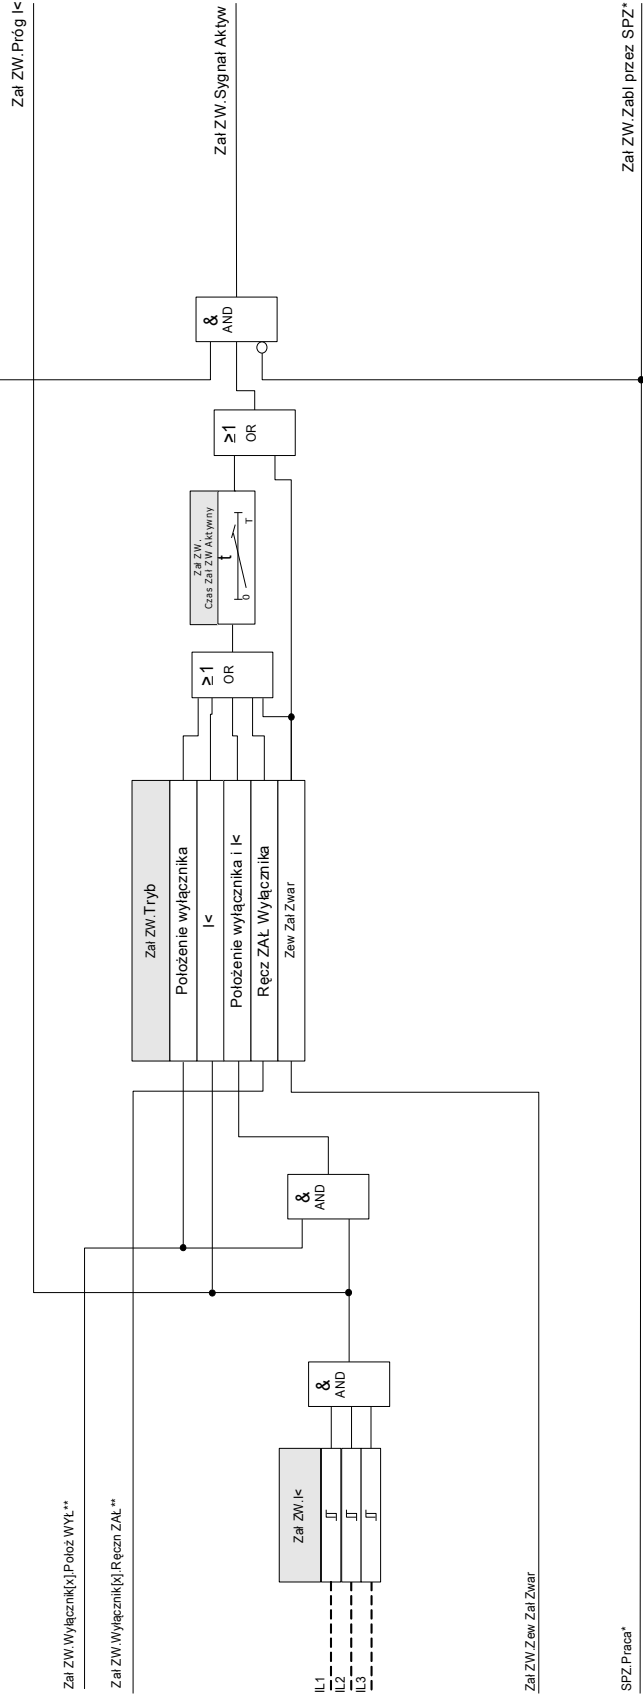 Zał ZW.Próg I<
Zał ZW.Sygnał Aktyw
Zał ZW.Zabl przez SPZ*
&
AND
≥1
OR
Zał ZW.
Czas Zał ZW Aktywny
t
0
T
≥1
OR
Zał ZW.Tryb
Położenie wyłącznika
I<
Położenie wyłącznika i I<
Ręcz ZAŁ Wyłącznika
Zew Zał Zwar
&
AND
&
AND
Zał ZW.I<
IL1
IL2
IL3
Zał ZW.Wyłącznik[x].Położ WYŁ**
Zał ZW.Wyłącznik[x].Ręczn ZAŁ**
Zał ZW.Zew Zał Zwar
SPZ.Praca*